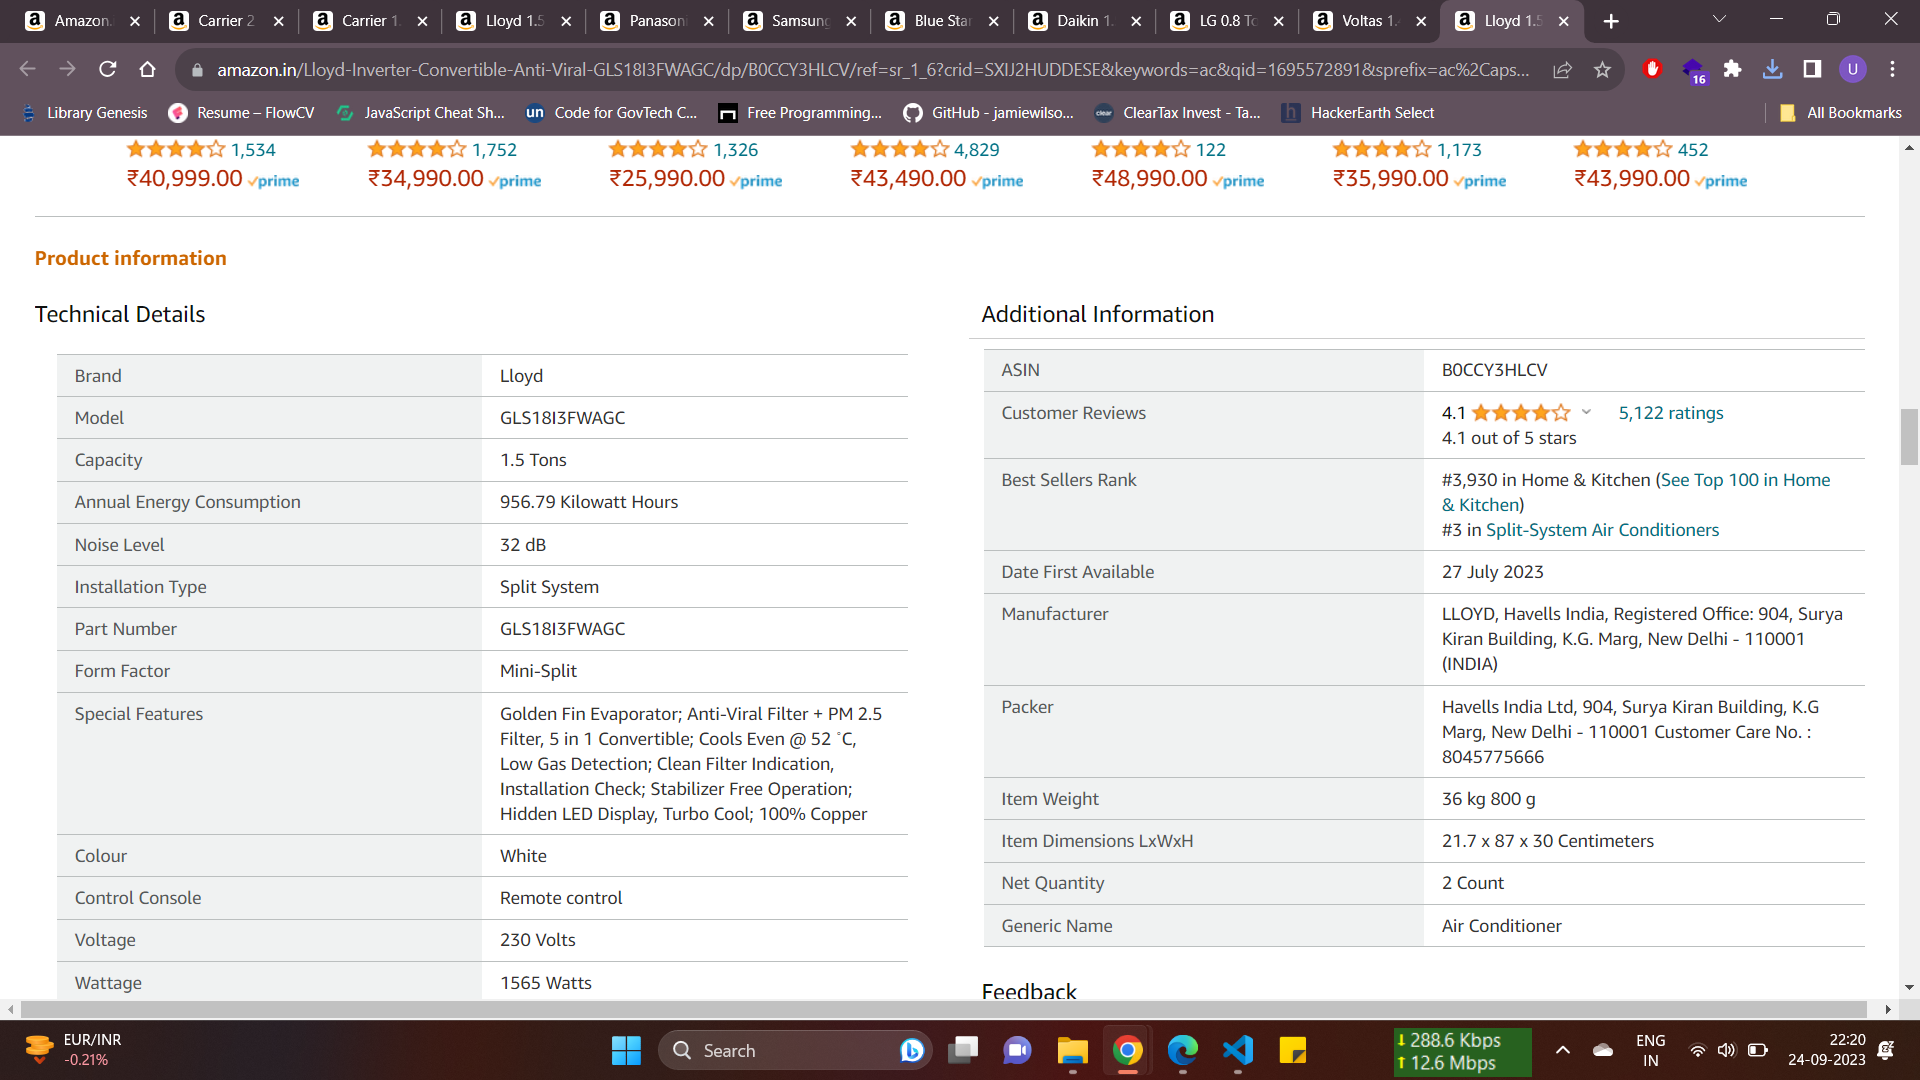 Amazon.
Carrier 2
Carrier 1.
Lloyd 1.5
Panasoni
Samsung
Blue Star
Daikin 1.
LG 0.8 To
Voltas 1.
Lloyd 1.5
amazon.in/Lloyd-Inverter-Convertible-Anti-Viral-GLS18I3FWAGC/dp/B0CCY3HLCV/ref=sr_1_6?crid=SXIJ2HUDDESE&keywords=ac&qid=1695572891&sprefix=ac%2Caps...
16
U
Library Genesis
Resume – FlowCV
JavaScript Cheat Sh...
un
Code for GovTech C...
Free Programming...
GitHub - jamiewilso...
clear
ClearTax Invest - Ta...
h
HackerEarth Select
All Bookmarks
1,534
1,752
1,326
4,829
122
1,173
452
₹40,999.00 prime
₹34,990.00 prime
₹25,990.00 prime
₹43,490.00 prime
₹48,990.00 prime
₹35,990.00 prime
₹43,990.00 prime
Product information
Technical Details
Brand Lloyd
Model GLS18I3FWAGC
Capacity 1.5 Tons
Annual Energy Consumption 956.79 Kilowatt Hours
Noise Level 32 dB
Installation Type Split System
Part Number GLS18I3FWAGC
Form Factor Mini-Split
Special Features Golden Fin Evaporator; Anti-Viral Filter + PM 2.5
Filter, 5 in 1 Convertible; Cools Even @ 52 ˚C,
Low Gas Detection; Clean Filter Indication,
Installation Check; Stabilizer Free Operation;
Hidden LED Display, Turbo Cool; 100% Copper
Colour White
Control Console Remote control
Voltage 230 Volts
Wattage 1565 Watts
Additional Information
ASIN B0CCY3HLCV
Customer Reviews 4.1 5,122 ratings
4.1 out of 5 stars
Best Sellers Rank #3,930 in Home & Kitchen (See Top 100 in Home
& Kitchen)
#3 in Split-System Air Conditioners
Date First Available 27 July 2023
Manufacturer LLOYD, Havells India, Registered Office: 904, Surya
Kiran Building, K.G. Marg, New Delhi - 110001
(INDIA)
Packer Havells India Ltd, 904, Surya Kiran Building, K.G
Marg, New Delhi - 110001 Customer Care No. :
8045775666
Item Weight 36 kg 800 g
Item Dimensions LxWxH 21.7 x 87 x 30 Centimeters
Net Quantity 2 Count
Generic Name Air Conditioner
Feedback
EUR/INR
-0.21%
Search
288.6 Kbps
12.6 Mbps
ENG
IN
22:20
24-09-2023